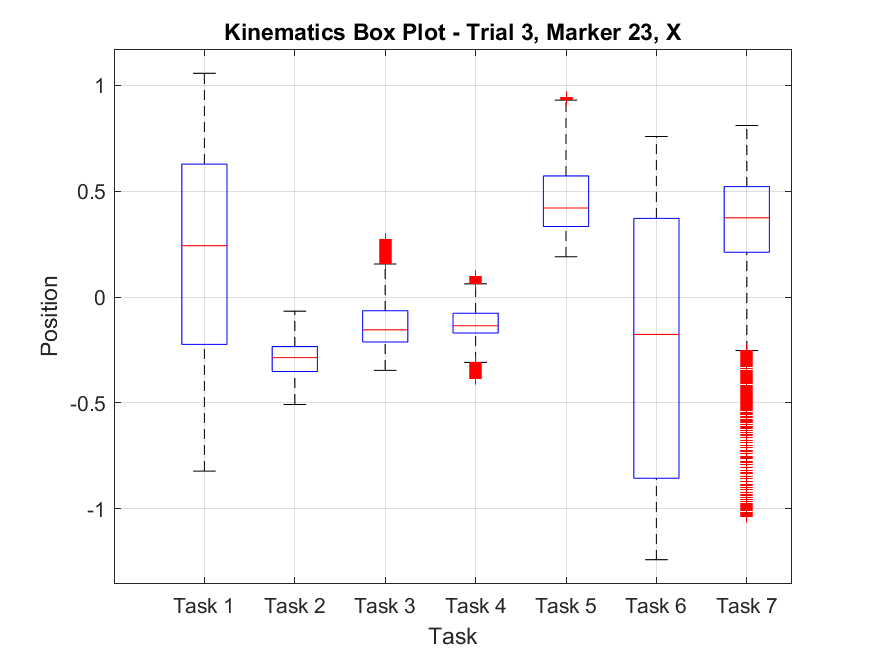 Kinematics Box Plot - Trial 3, Marker 23, X
Position
1
0.5
0
-0.5
-1
Task 1 Task 2 Task 3 Task 4 Task 5 Task 6 Task 7
Task